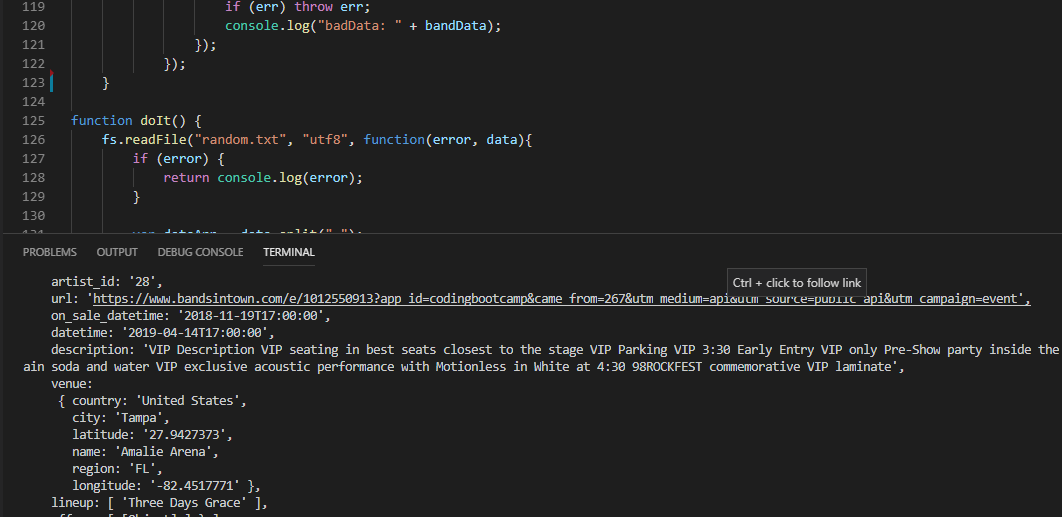 119 if (err) throw err;
120 console.log("badData: " + bandData);
121 });
122 });
123 }
124
125 function doIt() {
126 fs.readFile("random.txt", "utf8", function(error, data){
127 if (error) {
128 return console.log(error);
129 }
130
PROBLEMS OUTPUT DEBUG CONSOLE TERMINAL
artist_id: '28',
Ctrl + click to follow link
url: 'https://www.bandsintown.com/e/1012550913?app_id=codingbootcamp&came_from=267&utm_medium=api&utm_source=public_api&utm_campaign=event',
on_sale_datetime: '2018-11-19T17:00:00',
datetime: '2019-04-14T17:00:00',
description: 'VIP Description VIP seating in best seats closest to the stage VIP Parking VIP 3:30 Early Entry VIP only Pre-Show party inside the
ain soda and water VIP exclusive acoustic performance with Motionless in White at 4:30 98ROCKFEST commemorative VIP laminate',
venue:
{ country: 'United States',
city: 'Tampa',
latitude: '27.9427373',
name: 'Amalie Arena',
region: 'FL',
longitude: '-82.4517771' },
lineup: [ 'Three Days Grace' ],